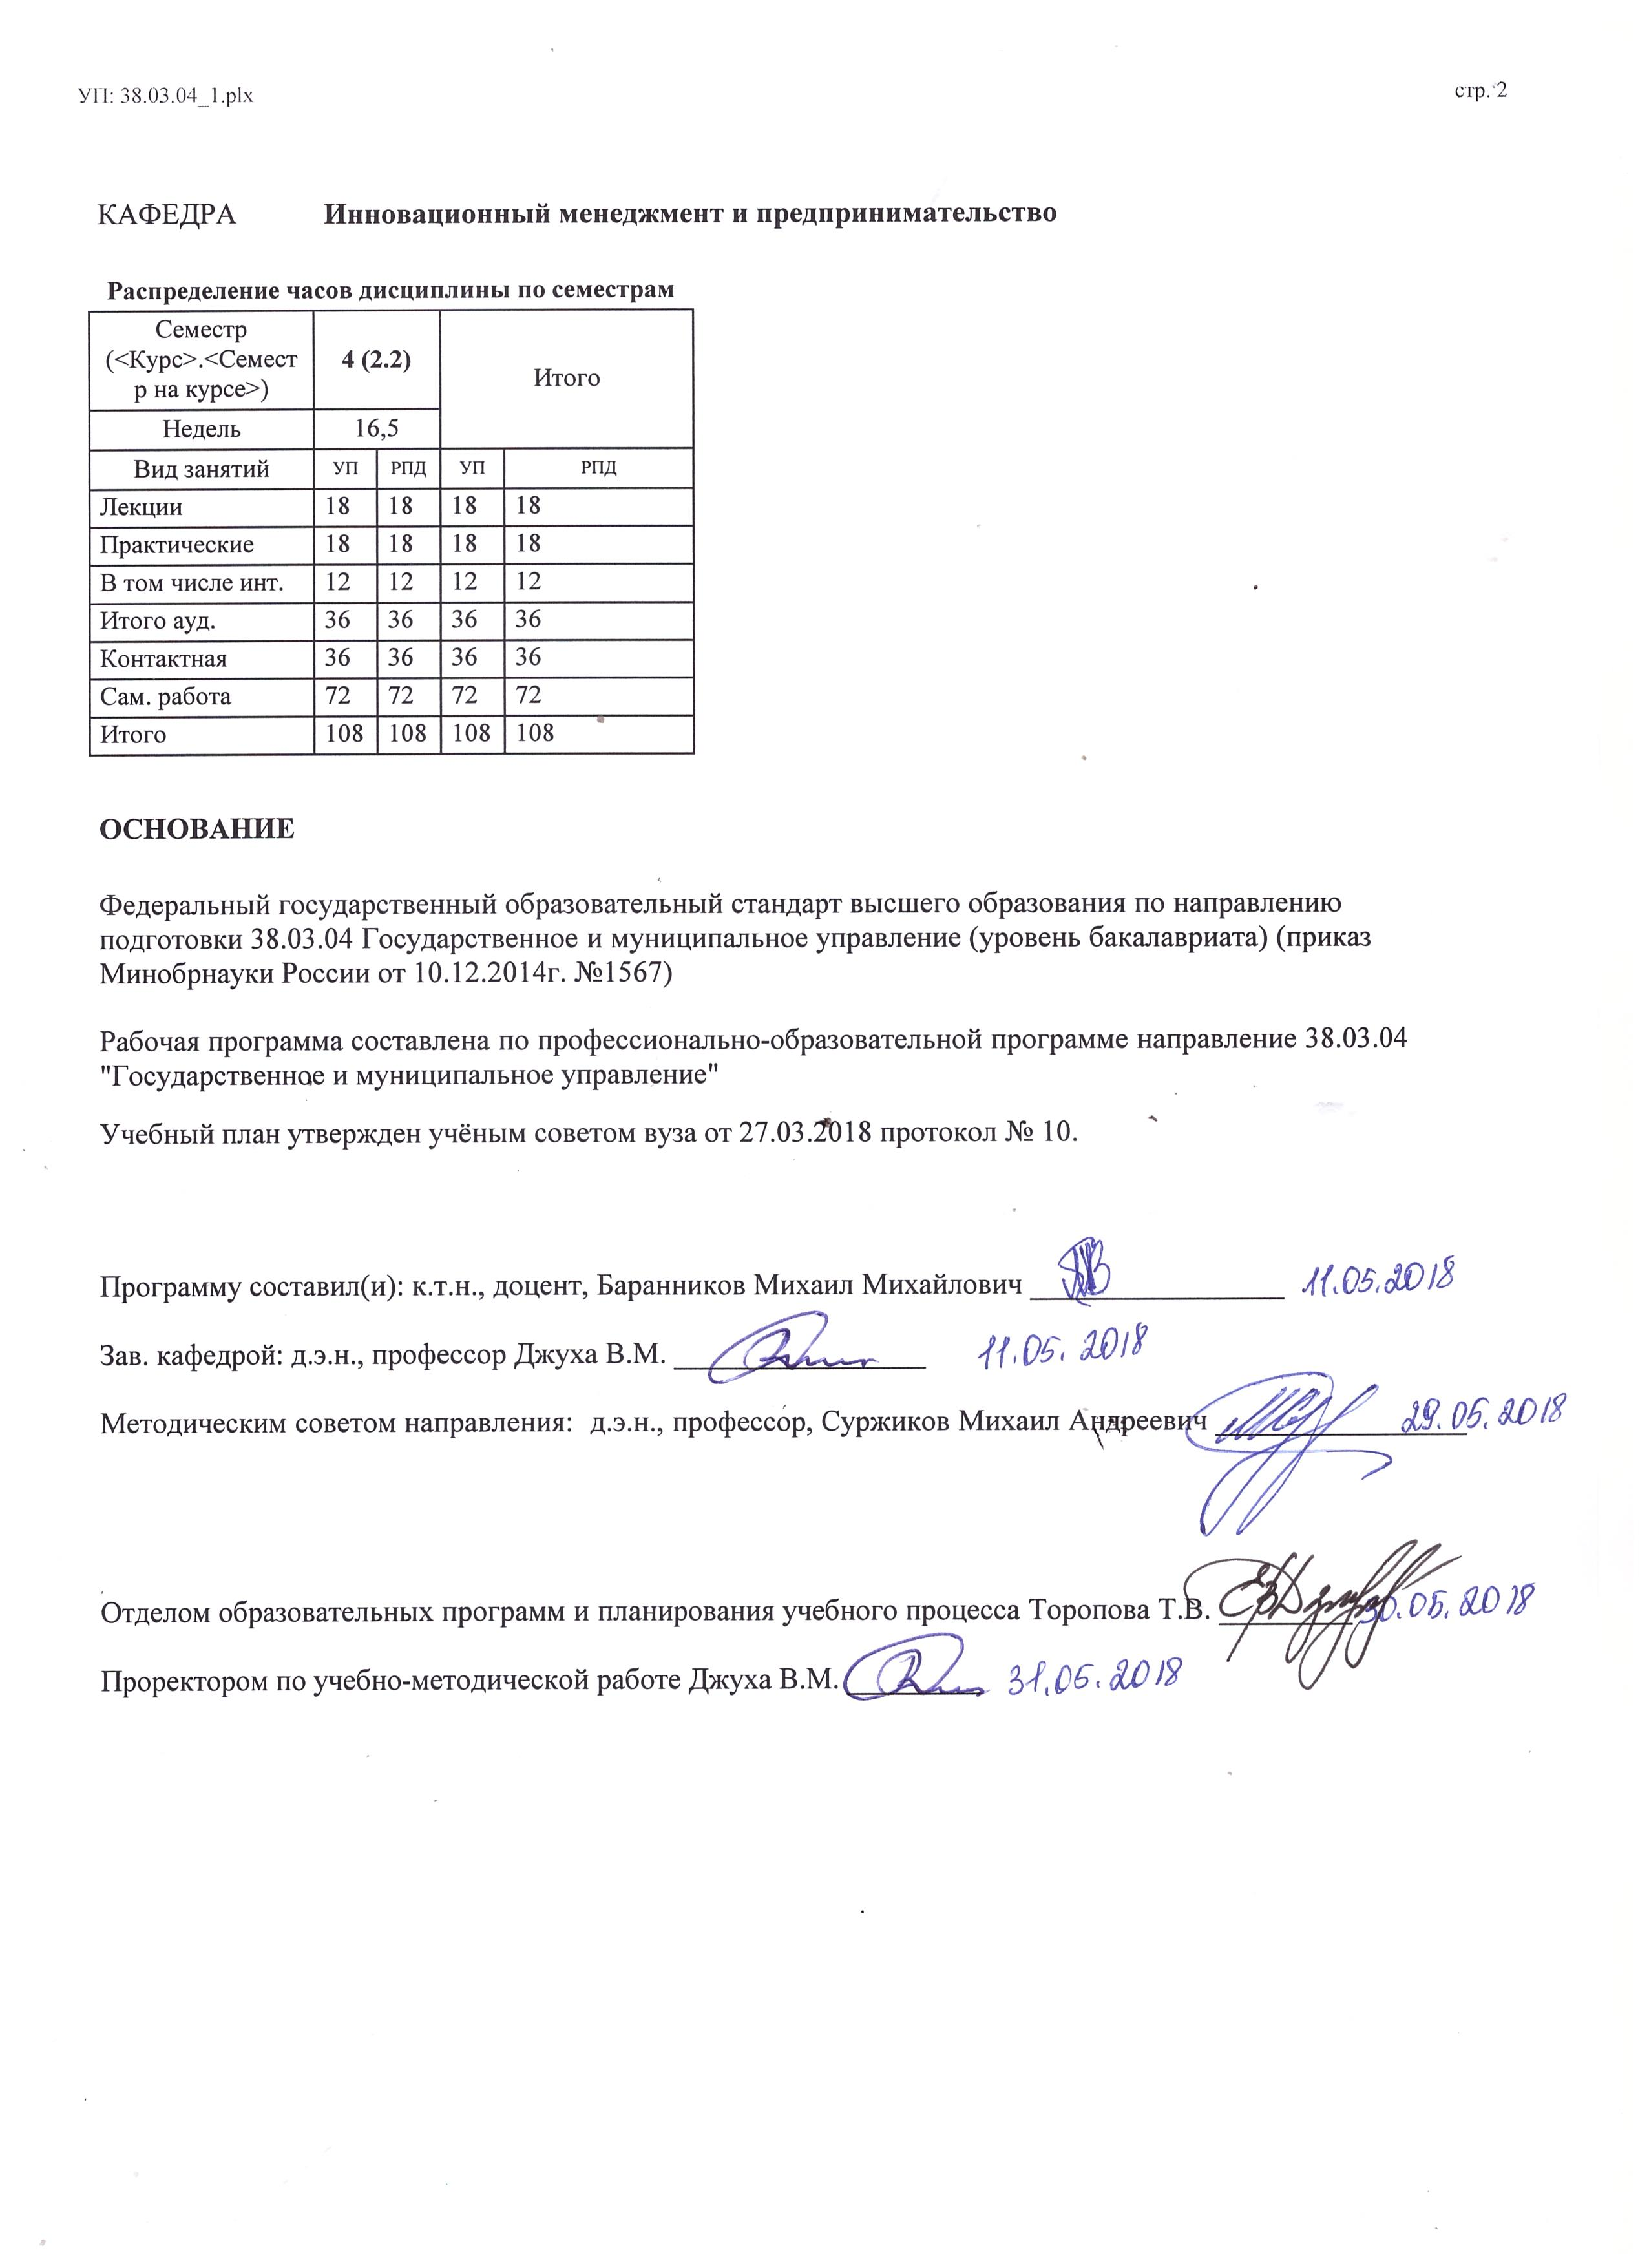 УП: 38.03.04_1.plx
стр. 2
КАФЕДРА Инновационный менеджмент и предпринимательство
Распределение часов дисциплины по семестрам
Семестр
(<Курс>.<Семест
р на курсе>)
4 (2.2)
Итого
Недель 16,5
Вид занятий УП РПД УП РПД
Лекции 18 18 18 18
Практические 18 18 18 18
В том числе инт. 12 12 12 12
Итого ауд. 36 36 36 36
Контактная 36 36 36 36
Сам. работа 72 72 72 72
Итого 108 108 108 108
ОСНОВАНИЕ
Федеральный государственный образовательный стандарт высшего образования по направлению
подготовки 38.03.04 Государственное и муниципальное управление (уровень бакалавриата) (приказ
Минобрнауки России от 10.12.2014г. №1567)
Рабочая программа составлена по профессионально-образовательной программе направление 38.03.04
"Государственное и муниципальное управление"
Учебный план утвержден учёным советом вуза от 27.03.2018 протокол № 10.
Программу составил(и): к.т.н., доцент, Баранников Михаил Михайлович 11.05.2018
Зав. кафедрой: д.э.н., профессор Джуха В.М. 11.05.2018
Методическим советом направления: д.э.н., профессор, Суржиков Михаил Андреевич 29.05.2018
Отделом образовательных программ и планирования учебного процесса Торопова Т.В. 30.05.2018
Проректором по учебно-методической работе Джуха В.М. 31.05.2018